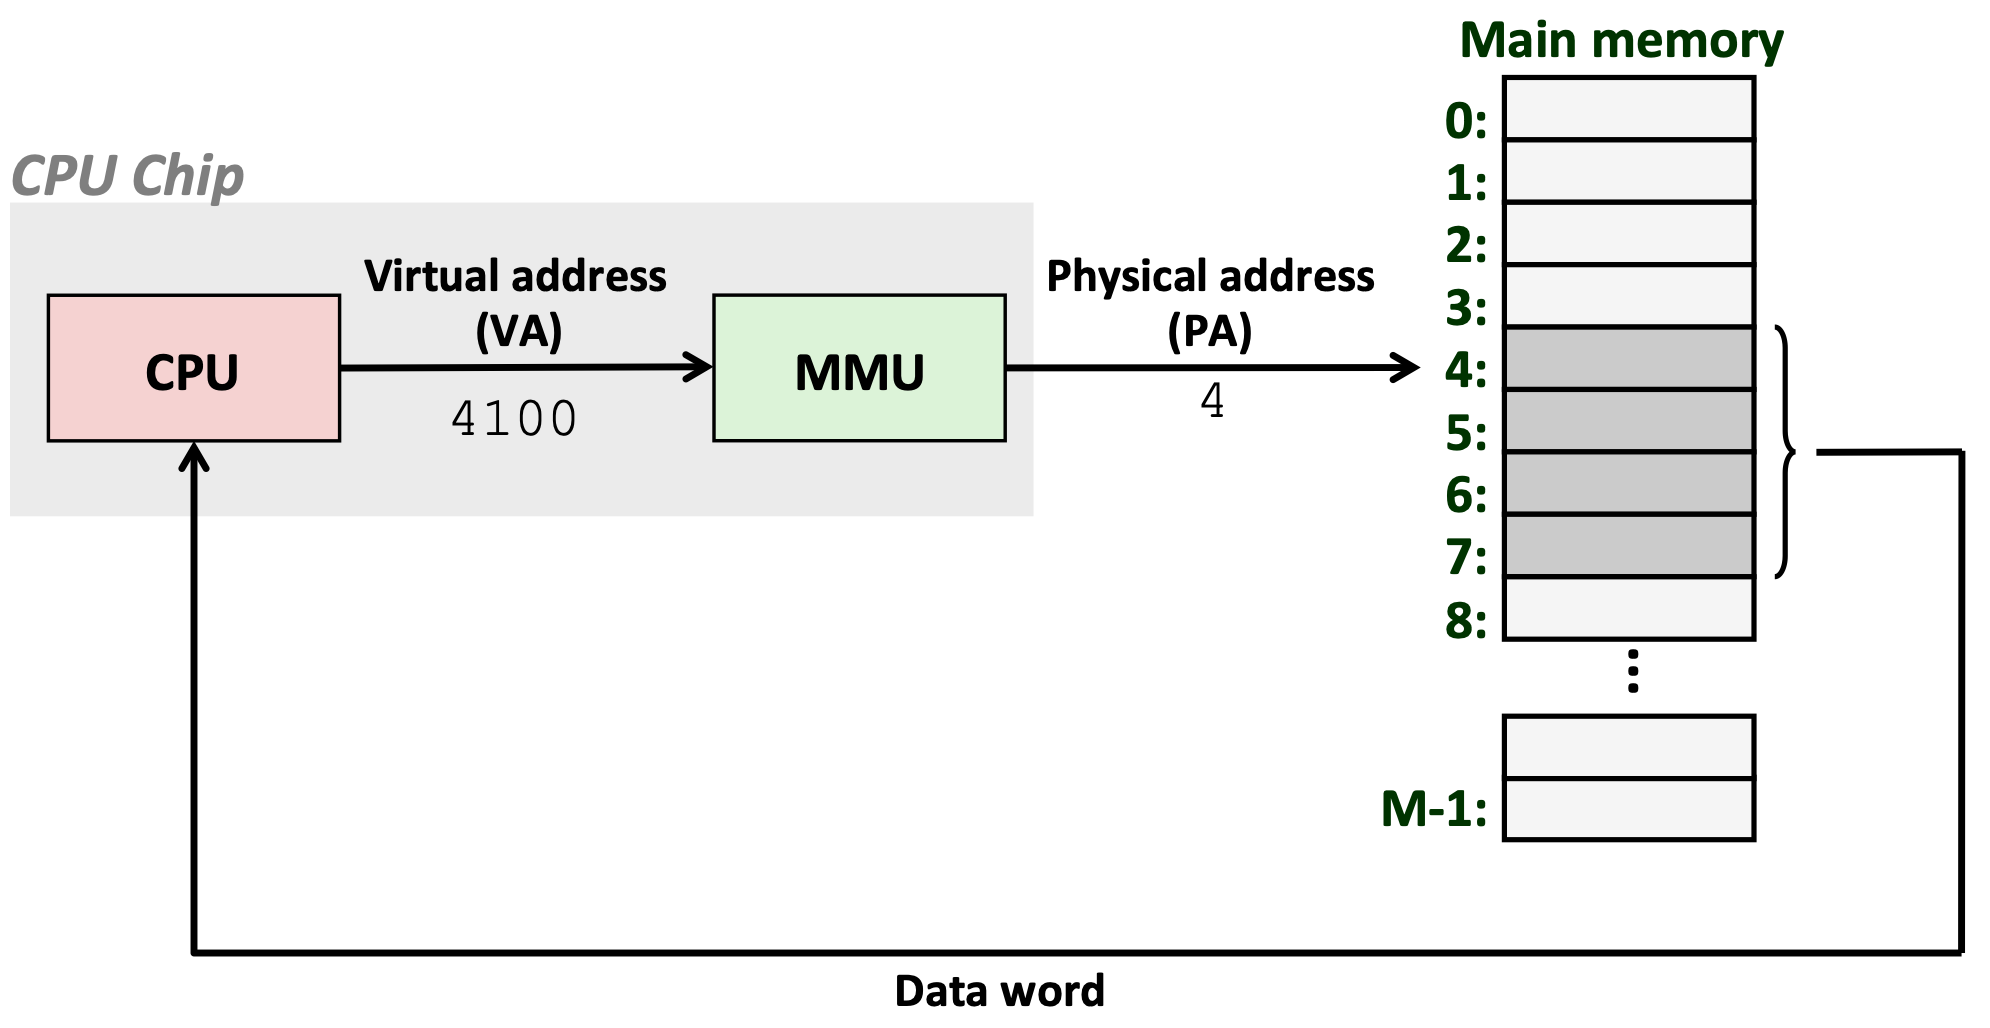 Main memory
CPU Chip
CPU
Virtual address
(VA)
4100
MMU
Physical address
(PA)
4
0:
1:
2:
3:
4:
5:
6:
7:
8:
M-1:
Data word